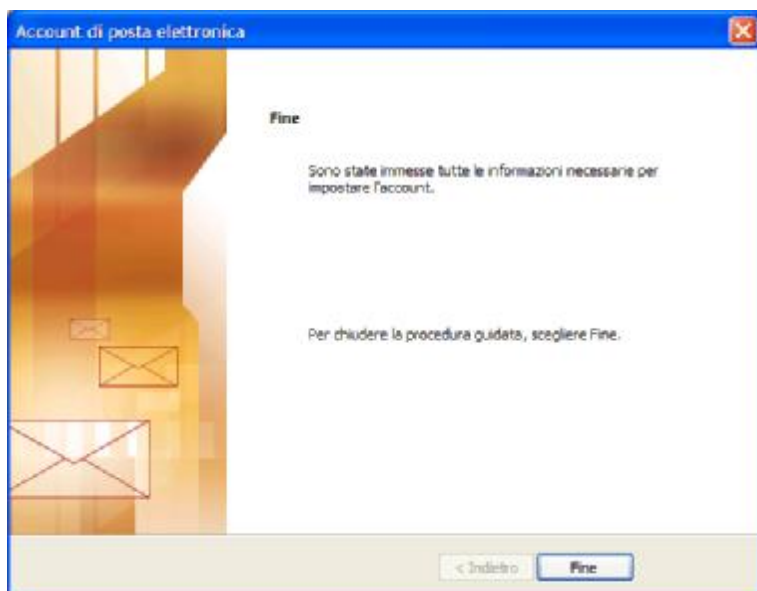 Account di posta elettronica
Fine
Sono state immesse tutte le informazioni necessarie per
impostare l'account.
Per chiudere la procedura guidata, scegliere Fine.
< Indietro
Fine